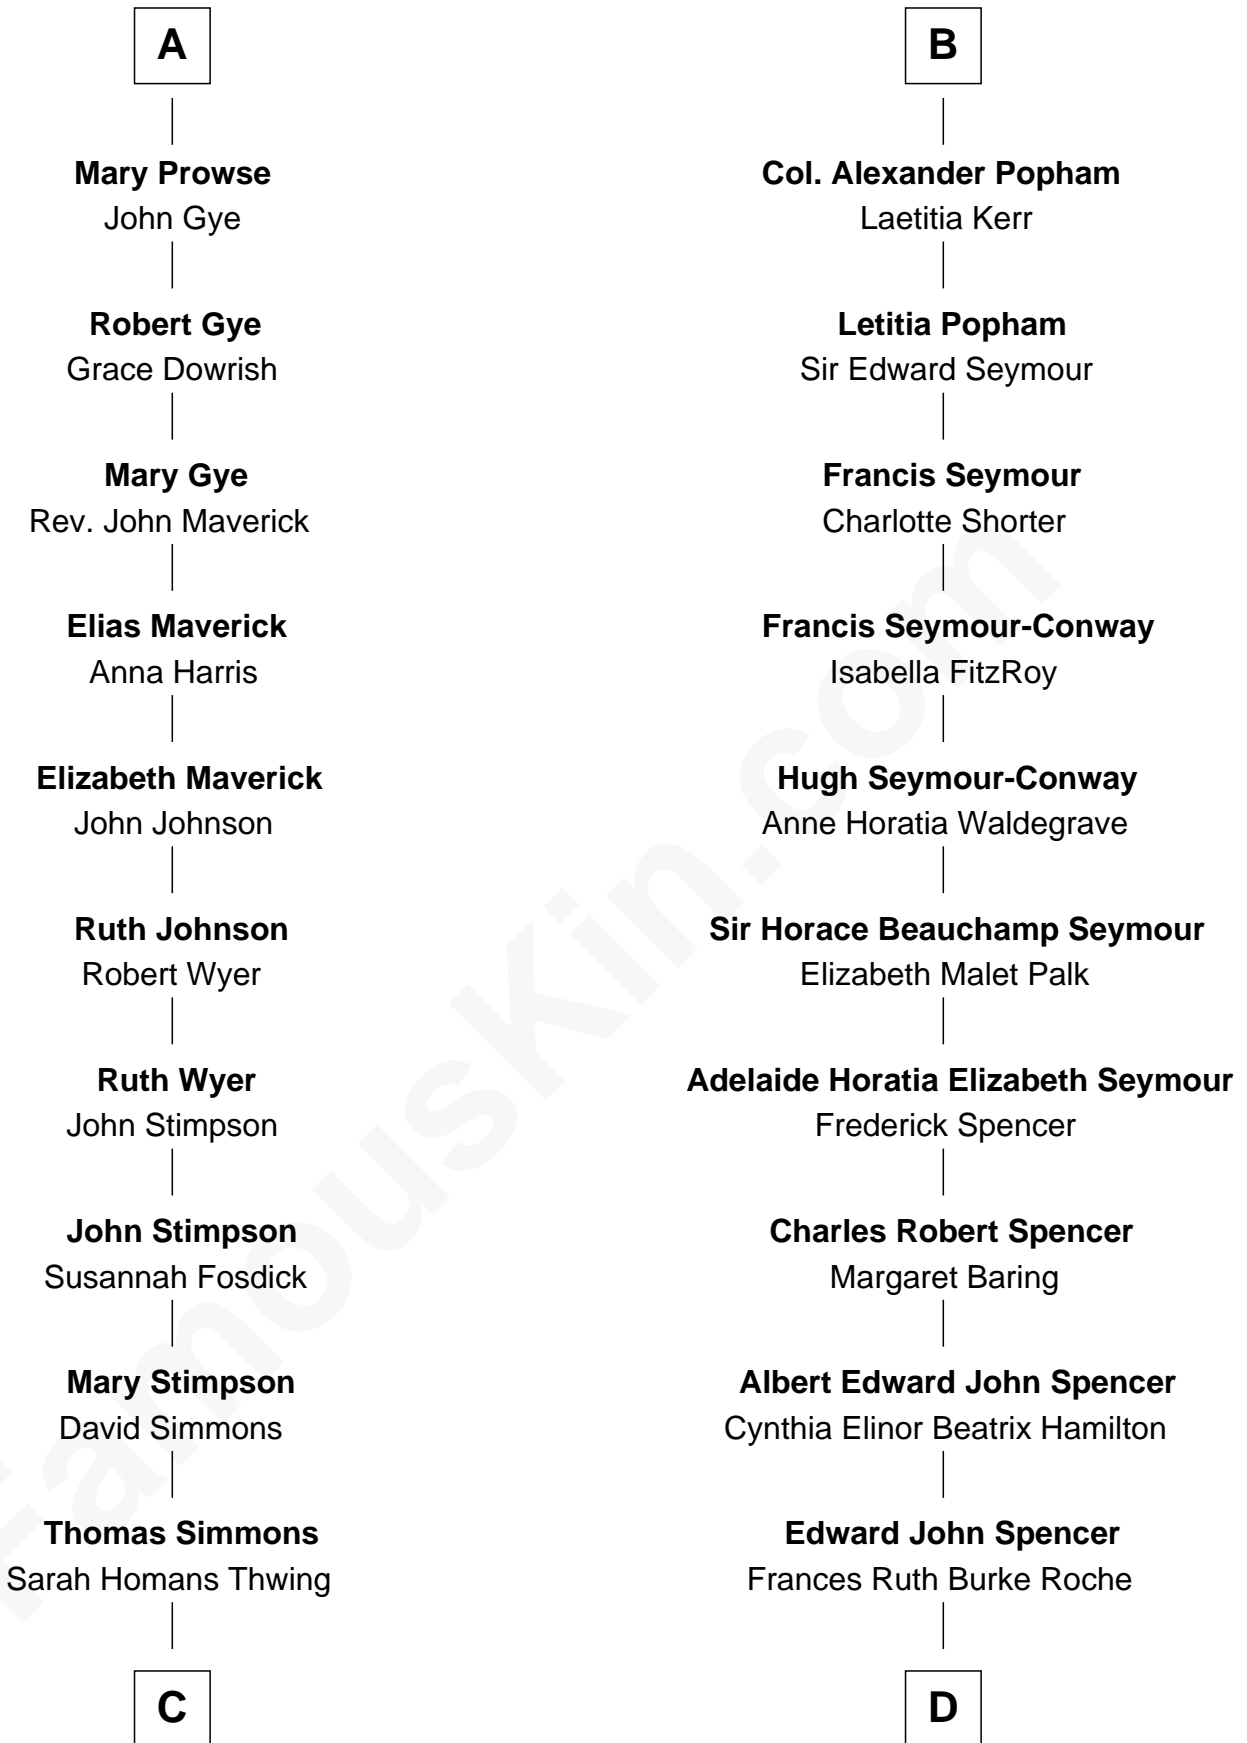 A
Mary Prowse
John Gye
Robert Gye
Grace Dowrish
Mary Gye
Rev. John Maverick
Elias Maverick
Anna Harris
Elizabeth Maverick
John Johnson
Ruth Johnson
Robert Wyer
Ruth Wyer
John Stimpson
John Stimpson
Susannah Fosdick
Mary Stimpson
David Simmons
Thomas Simmons
Sarah Homans Thwing
C
B
Col. Alexander Popham
Laetitia Kerr
Letitia Popham
Sir Edward Seymour
Francis Seymour
Charlotte Shorter
Francis Seymour-Conway
Isabella FitzRoy
Hugh Seymour-Conway
Anne Horatia Waldegrave
Sir Horace Beauchamp Seymour
Elizabeth Malet Palk
Adelaide Horatia Elizabeth Seymour
Frederick Spencer
Charles Robert Spencer
Margaret Baring
Albert Edward John Spencer
Cynthia Elinor Beatrix Hamilton
Edward John Spencer
Frances Ruth Burke Roche
D
FamousKin.com